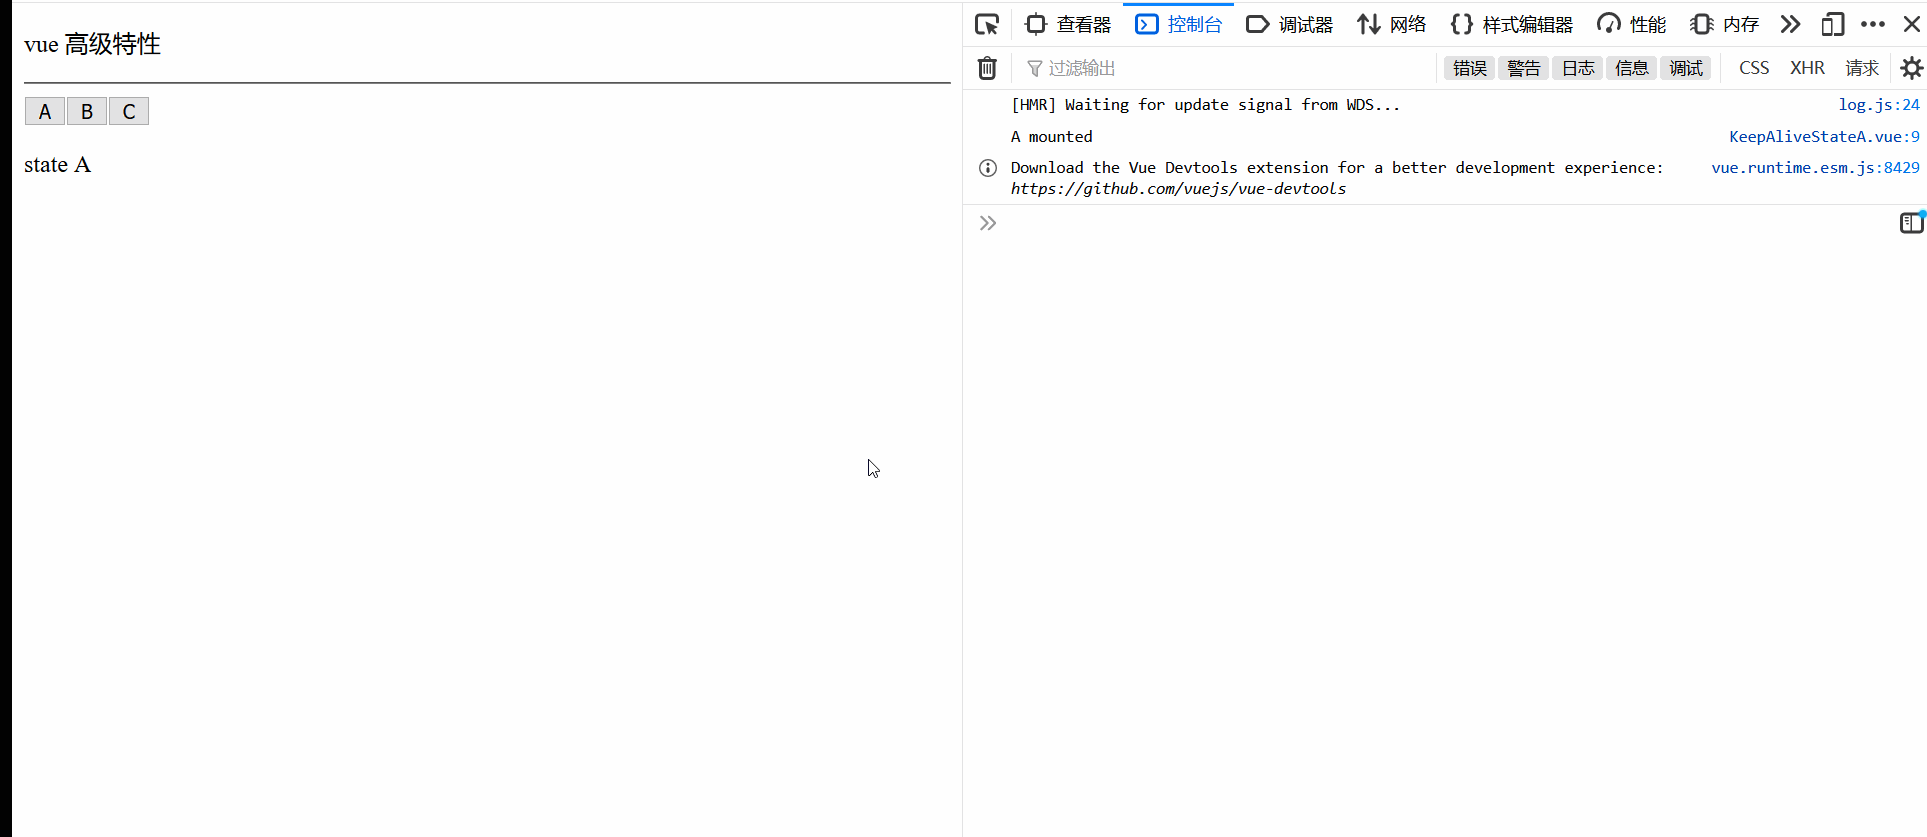 vue 高级特性
A B C
state A
查看器 控制台 调试器 网络 样式编辑器 性能 内存
过滤输出 错误 警告 日志 信息 调试 CSS XHR 请求
[HMR] Waiting for update signal from WDS... log.js:24
A mounted KeepAliveStateA.vue:9
Download the Vue Devtools extension for a better development experience: vue.runtime.esm.js:8429
https://github.com/vuejs/vue-devtools